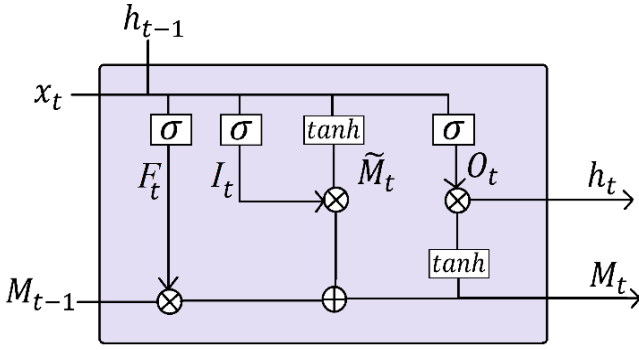 h_{t-1}
x_t
σ σ tanh σ
F_t I_t M̃_t O_t
h_t
tanh
M_{t-1} M_t